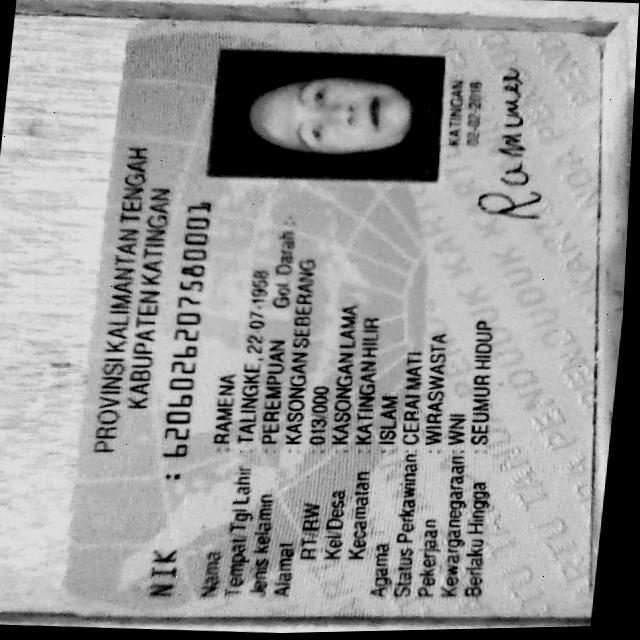 PROVINSI KALIMANTAN TENGAH
KABUPATEN KATINGAN
NIK : 6206026207580001
Nama : RAMENA
Tempat/Tgl Lahir : TALINGKE, 22-07-1958
Jenis kelamin : PEREMPUAN Gol. Darah : -
Alamat : KASONGAN SEBERANG
RT/RW : 013/000
Kel/Desa : KASONGAN LAMA
Kecamatan : KATINGAN HILIR
Agama : ISLAM
Status Perkawinan: CERAI MATI
Pekerjaan : WIRASWASTA
Kewarganegaraan: WNI
Berlaku Hingga : SEUMUR HIDUP
KATINGAN
02-02-2018